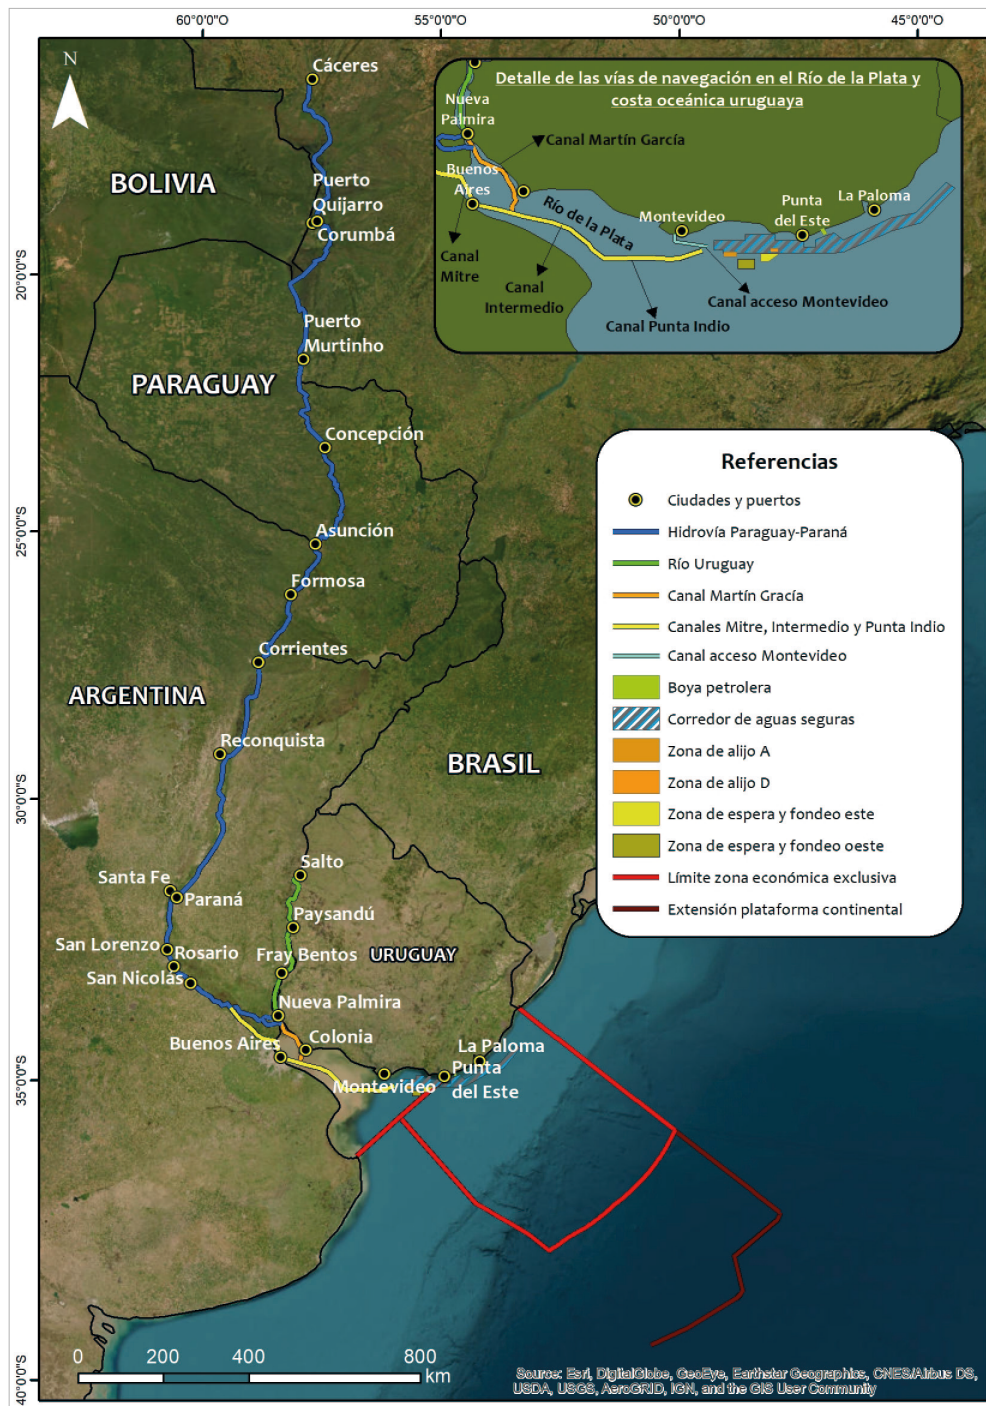 60°0'0"O
55°0'0"O
50°0'0"O
45°0'0"O
20°0'0"S
25°0'0"S
30°0'0"S
35°0'0"S
40°0'0"S
N
Cáceres
BOLIVIA
Puerto
Quijarro
Corumbá
Puerto
Murtinho
PARAGUAY
Concepción
Asunción
Formosa
Corrientes
ARGENTINA
Reconquista
BRASIL
Salto
Santa Fe
Paraná
Paysandú
San Lorenzo
Rosario
Fray Bentos
URUGUAY
San Nicolás
Nueva Palmira
Buenos Aires
Colonia
La Paloma
Montevideo
Punta
del Este
Detalle de las vías de navegación en el Río de la Plata y
costa oceánica uruguaya
Nueva
Palmira
Canal Martín García
Buenos
Aires
Río de la Plata
Montevideo
Punta
del Este
La Paloma
Canal
Mitre
Canal
Intermedio
Canal acceso Montevideo
Canal Punta Indio
Referencias
Ciudades y puertos
Hidrovía Paraguay-Paraná
Río Uruguay
Canal Martín Gracía
Canales Mitre, Intermedio y Punta Indio
Canal acceso Montevideo
Boya petrolera
Corredor de aguas seguras
Zona de alijo A
Zona de alijo D
Zona de espera y fondeo este
Zona de espera y fondeo oeste
Límite zona económica exclusiva
Extensión plataforma continental
0 200 400 800
km
Source: Esri, DigitalGlobe, GeoEye, Earthstar Geographics, CNES/Airbus DS,
USDA, USGS, AeroGRID, IGN, and the GIS User Community